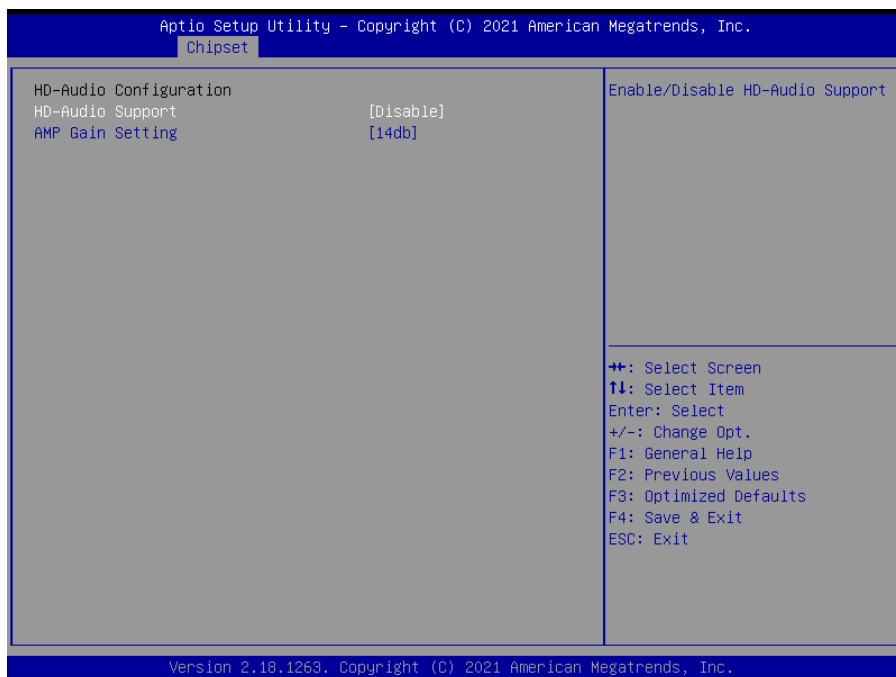 Aptio Setup Utility – Copyright (C) 2021 American Megatrends, Inc.
Chipset
HD-Audio Configuration
HD-Audio Support [Disable]
AMP Gain Setting [14db]
Enable/Disable HD-Audio Support
→←: Select Screen
↑↓: Select Item
Enter: Select
+/-: Change Opt.
F1: General Help
F2: Previous Values
F3: Optimized Defaults
F4: Save & Exit
ESC: Exit
Version 2.18.1263. Copyright (C) 2021 American Megatrends, Inc.